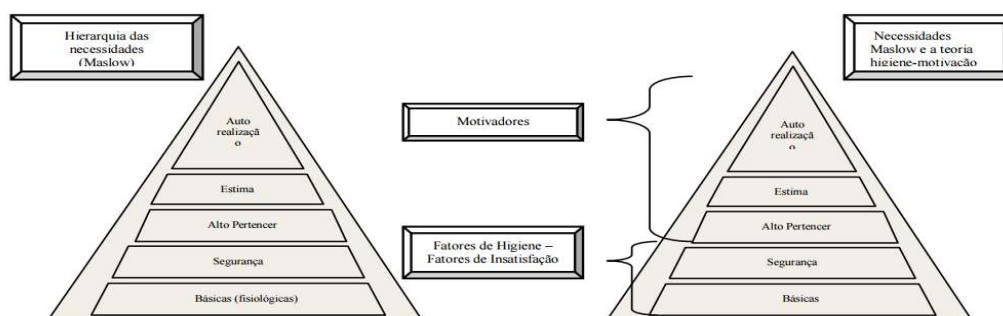 Hierarquia das
necessidades
(Maslow)
Auto
realizaçã
o
Estima
Alto Pertencer
Segurança
Básicas (fisiológicas)
Motivadores
Fatores de Higiene –
Fatores de Insatisfação
Necessidades
Maslow e a teoria
higiene-motivação
Auto
realizaçã
o
Estima
Alto Pertencer
Segurança
Básicas